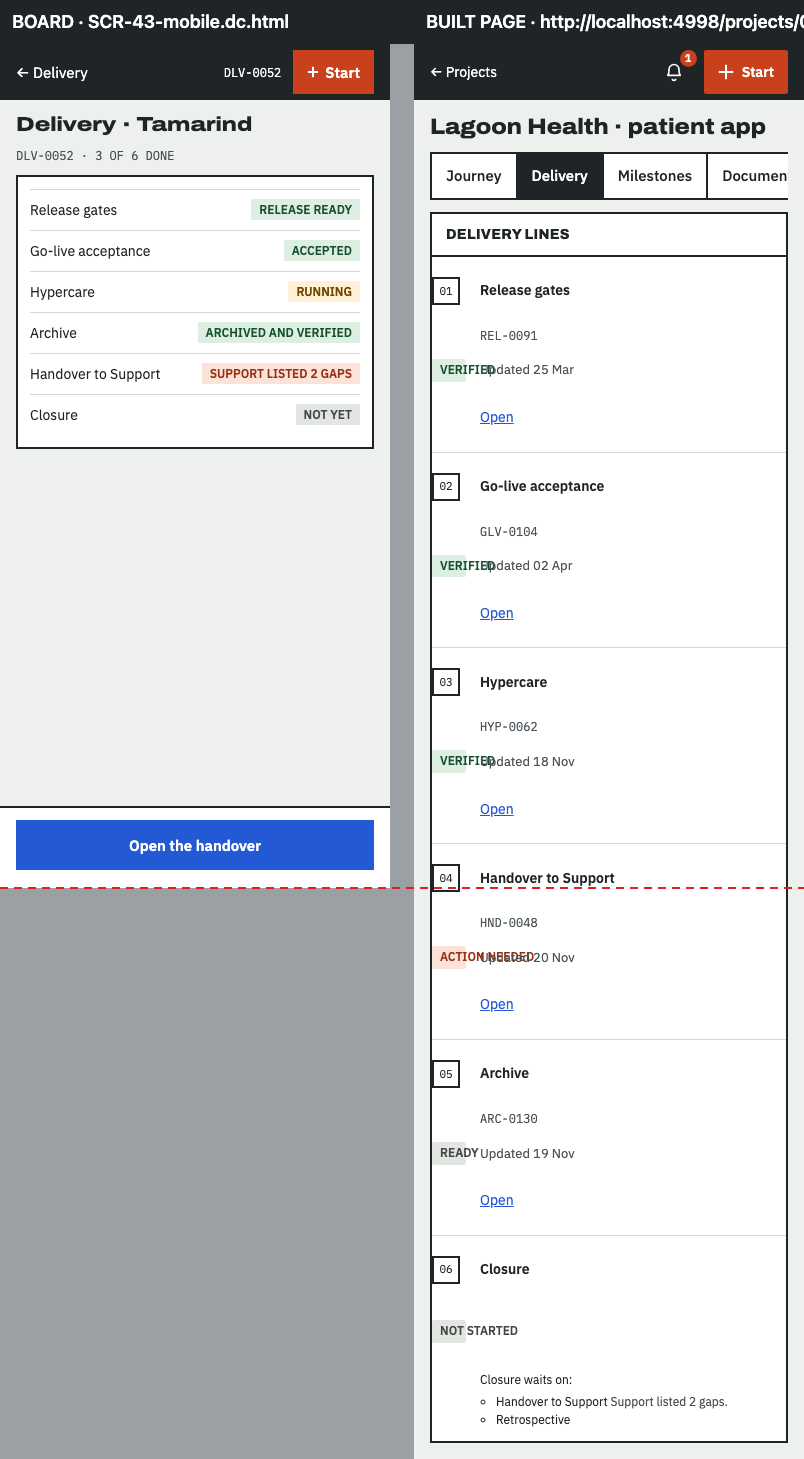 BOARD · SCR-43-mobile.dc.html
← Delivery
DLV-0052
+ Start
Delivery · Tamarind
DLV-0052 · 3 OF 6 DONE
Release gates
RELEASE READY
Go-live acceptance
ACCEPTED
Hypercare
RUNNING
Archive
ARCHIVED AND VERIFIED
Handover to Support
SUPPORT LISTED 2 GAPS
Closure
NOT YET
Open the handover
BUILT PAGE · http://localhost:4998/projects/
← Projects
1
+ Start
Lagoon Health · patient app
Journey
Delivery
Milestones
Documen
DELIVERY LINES
01
Release gates
REL-0091
VERIFIED
Updated 25 Mar
Open
02
Go-live acceptance
GLV-0104
VERIFIED
Updated 02 Apr
Open
03
Hypercare
HYP-0062
VERIFIED
Updated 18 Nov
Open
04
Handover to Support
HND-0048
ACTION NEEDED
Updated 20 Nov
Open
05
Archive
ARC-0130
READY
Updated 19 Nov
Open
06
Closure
NOT STARTED
Closure waits on:
Handover to Support Support listed 2 gaps.
Retrospective